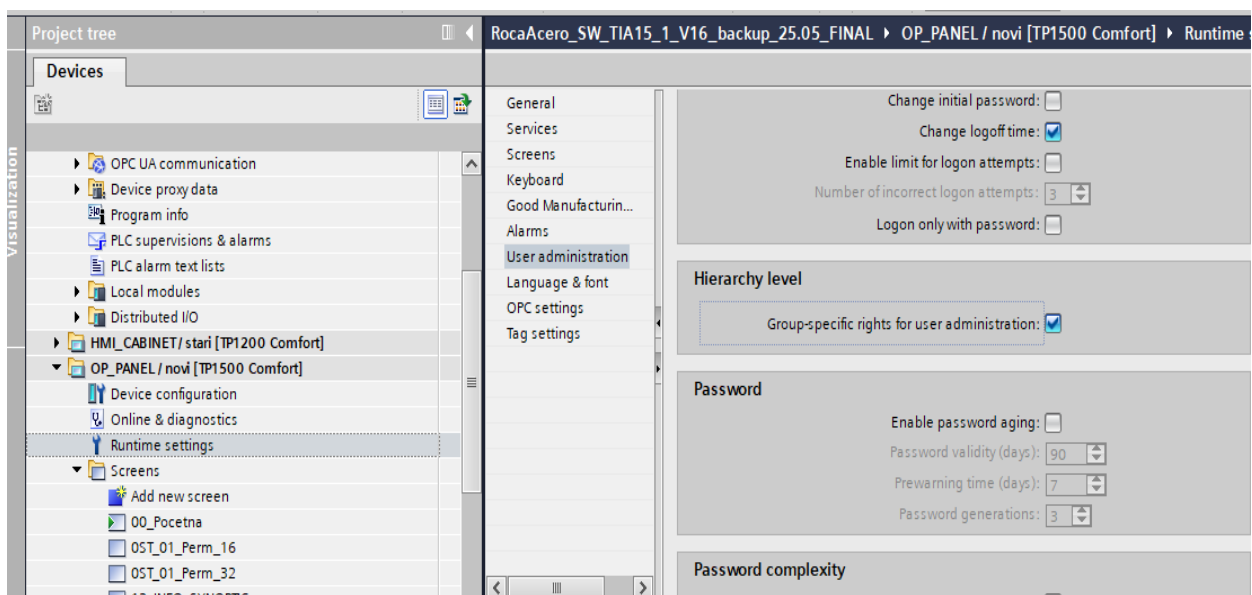 Project tree
Devices
OPC UA communication
Device proxy data
Program info
PLC supervisions & alarms
PLC alarm text lists
Local modules
Distributed I/O
HMI_CABINET/ stari [TP1200 Comfort]
OP_PANEL / novi [TP1500 Comfort]
Device configuration
Online & diagnostics
Runtime settings
Screens
Add new screen
00_Pocetna
0ST_01_Perm_16
0ST_01_Perm_32
Visualization
RocaAcero_SW_TIA15_1_V16_backup_25.05_FINAL ▸ OP_PANEL / novi [TP1500 Comfort] ▸ Runtime
General
Services
Screens
Keyboard
Good Manufacturin...
Alarms
User administration
Language & font
OPC settings
Tag settings
Change initial password:
Change logoff time:
Enable limit for logon attempts:
Number of incorrect logon attempts: 3
Logon only with password:
Hierarchy level
Group-specific rights for user administration:
Password
Enable password aging:
Password validity (days): 90
Prewarning time (days): 7
Password generations: 3
Password complexity